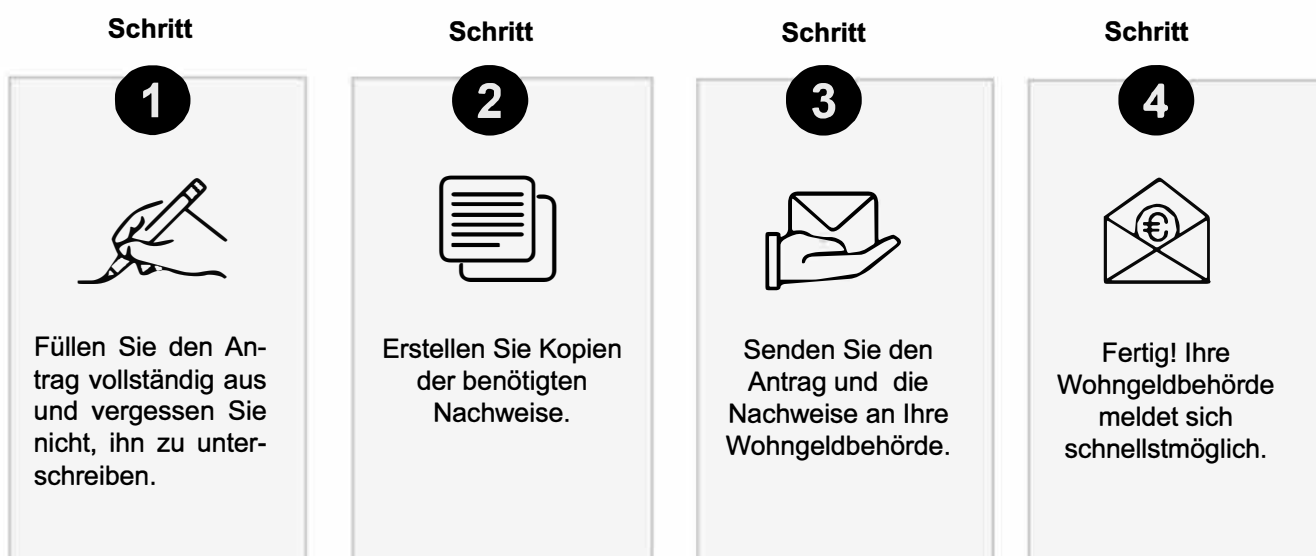 Schritt
1
Füllen Sie den An-
trag vollständig aus
und vergessen Sie
nicht, ihn zu unter-
schreiben.
Schritt
2
Erstellen Sie Kopien
der benötigten
Nachweise.
Schritt
3
Senden Sie den
Antrag und die
Nachweise an Ihre
Wohngeldbehörde.
Schritt
4
€
Fertig! Ihre
Wohngeldbehörde
meldet sich
schnellstmöglich.